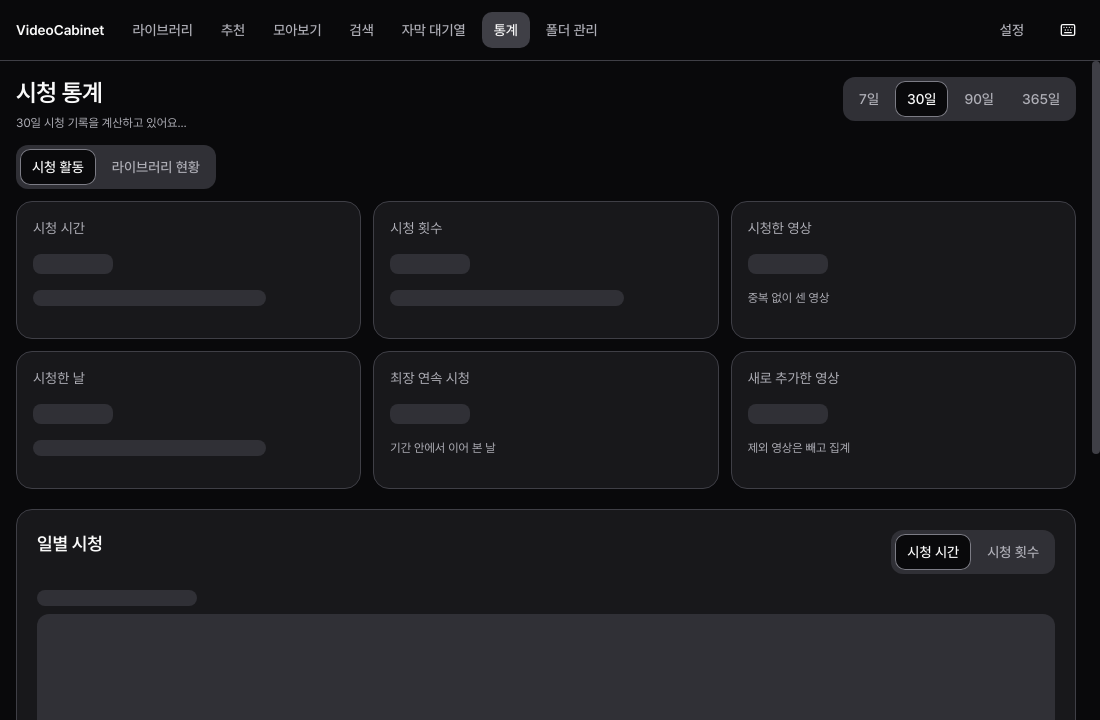 VideoCabinet 라이브러리 추천 모아보기 검색 자막 대기열 통계 폴더 관리 설정
시청 통계
7일 30일 90일 365일
30일 시청 기록을 계산하고 있어요...
시청 활동 라이브러리 현황
시청 시간 시청 횟수 시청한 영상
중복 없이 센 영상
시청한 날 최장 연속 시청 새로 추가한 영상
기간 안에서 이어 본 날 제외 영상은 빼고 집계
일별 시청
시청 시간 시청 횟수